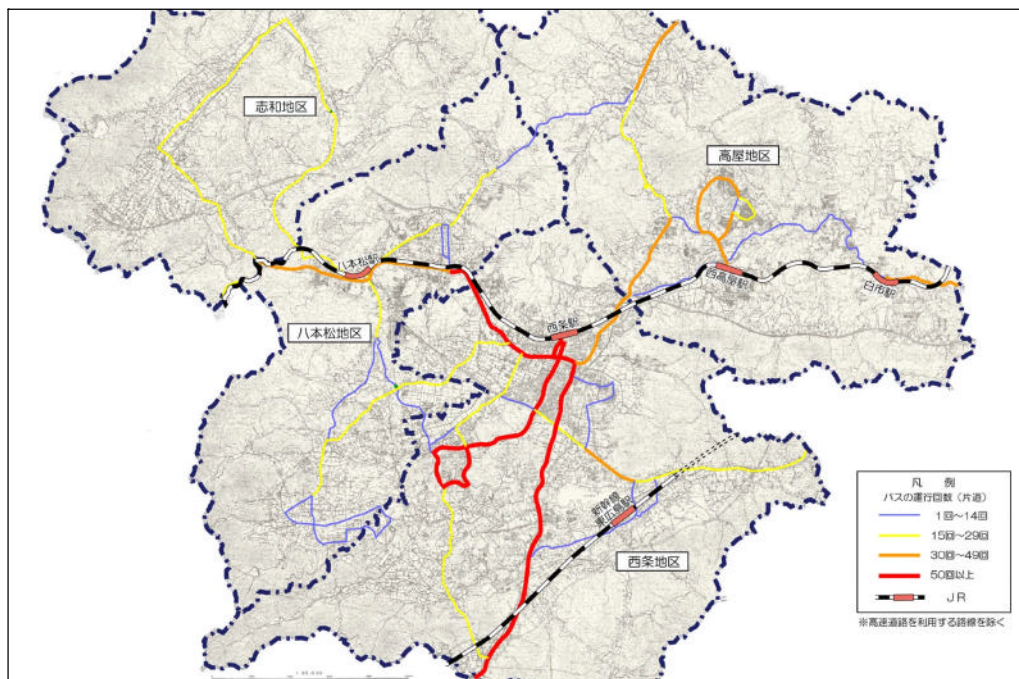 志和地区
高屋地区
八本松駅
西高屋駅
白市駅
西条駅
八本松地区
新幹線
東広島駅
西条地区
凡 例
バスの運行回数（片道）
1回～14回
15回～29回
30回～49回
50回以上
JR
※高速道路を利用する路線を除く